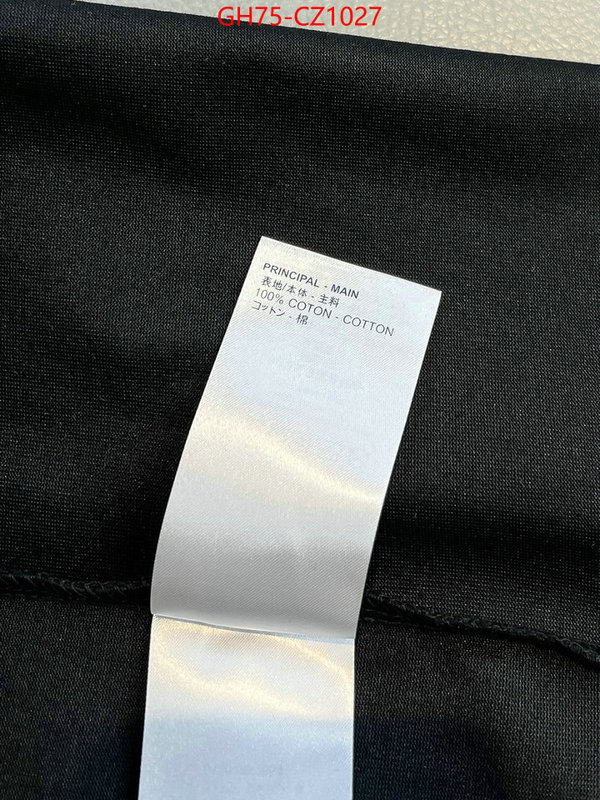 GH75-CZ1027
PRINCIPAL - MAIN
表地/本体 - 主料
100% COTON - COTTON
コットン - 棉